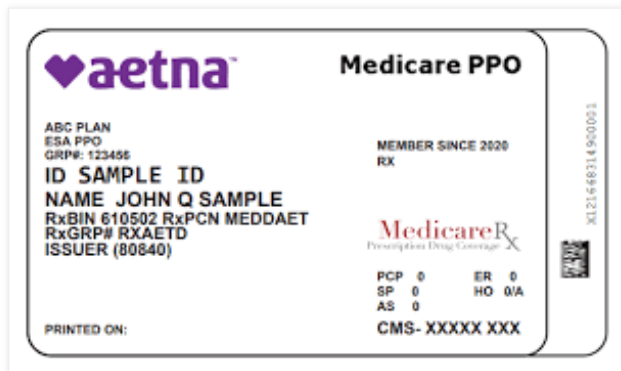 aetna™
Medicare PPO
ABC PLAN
ESA PPO
GRP#: 123456
ID SAMPLE ID
NAME JOHN Q SAMPLE
RxBIN 610502 RxPCN MEDDAET
RxGRP# RXAETD
ISSUER (80840)
MEMBER SINCE 2020
RX
MedicareRx
Prescription Drug Coverage
PCP 0 ER 0
SP 0 HO 0/A
AS 0
PRINTED ON:
CMS- XXXXX XXX
X121648314900001